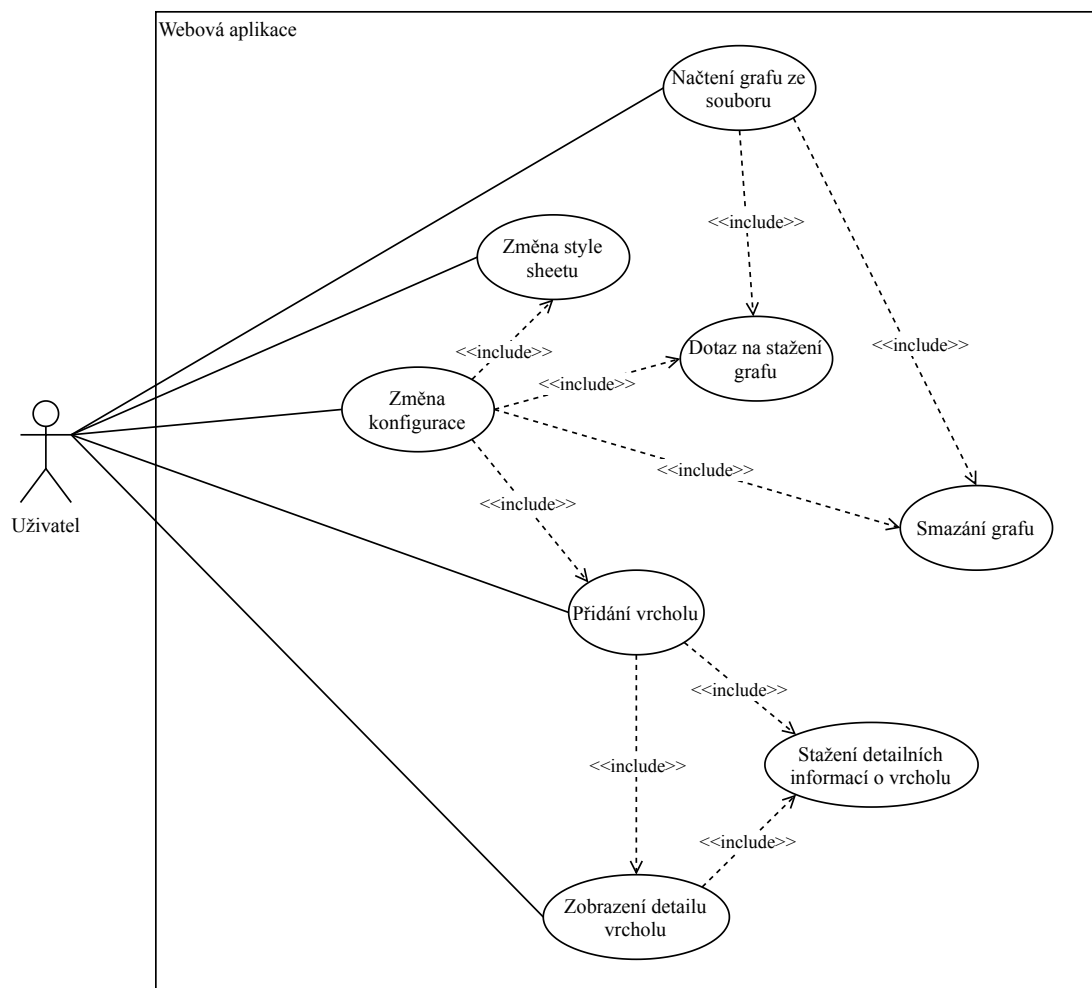 Webová aplikace
Načtení grafu ze
souboru
<<include>>
Změna style
sheetu
<<include>>
<<include>>
Dotaz na stažení
grafu
<<include>>
Změna
konfigurace
<<include>>
<<include>>
Uživatel
Smazání grafu
Přidání vrcholu
<<include>>
Stažení detailních
informací o vrcholu
<<include>>
<<include>>
Zobrazení detailu
vrcholu